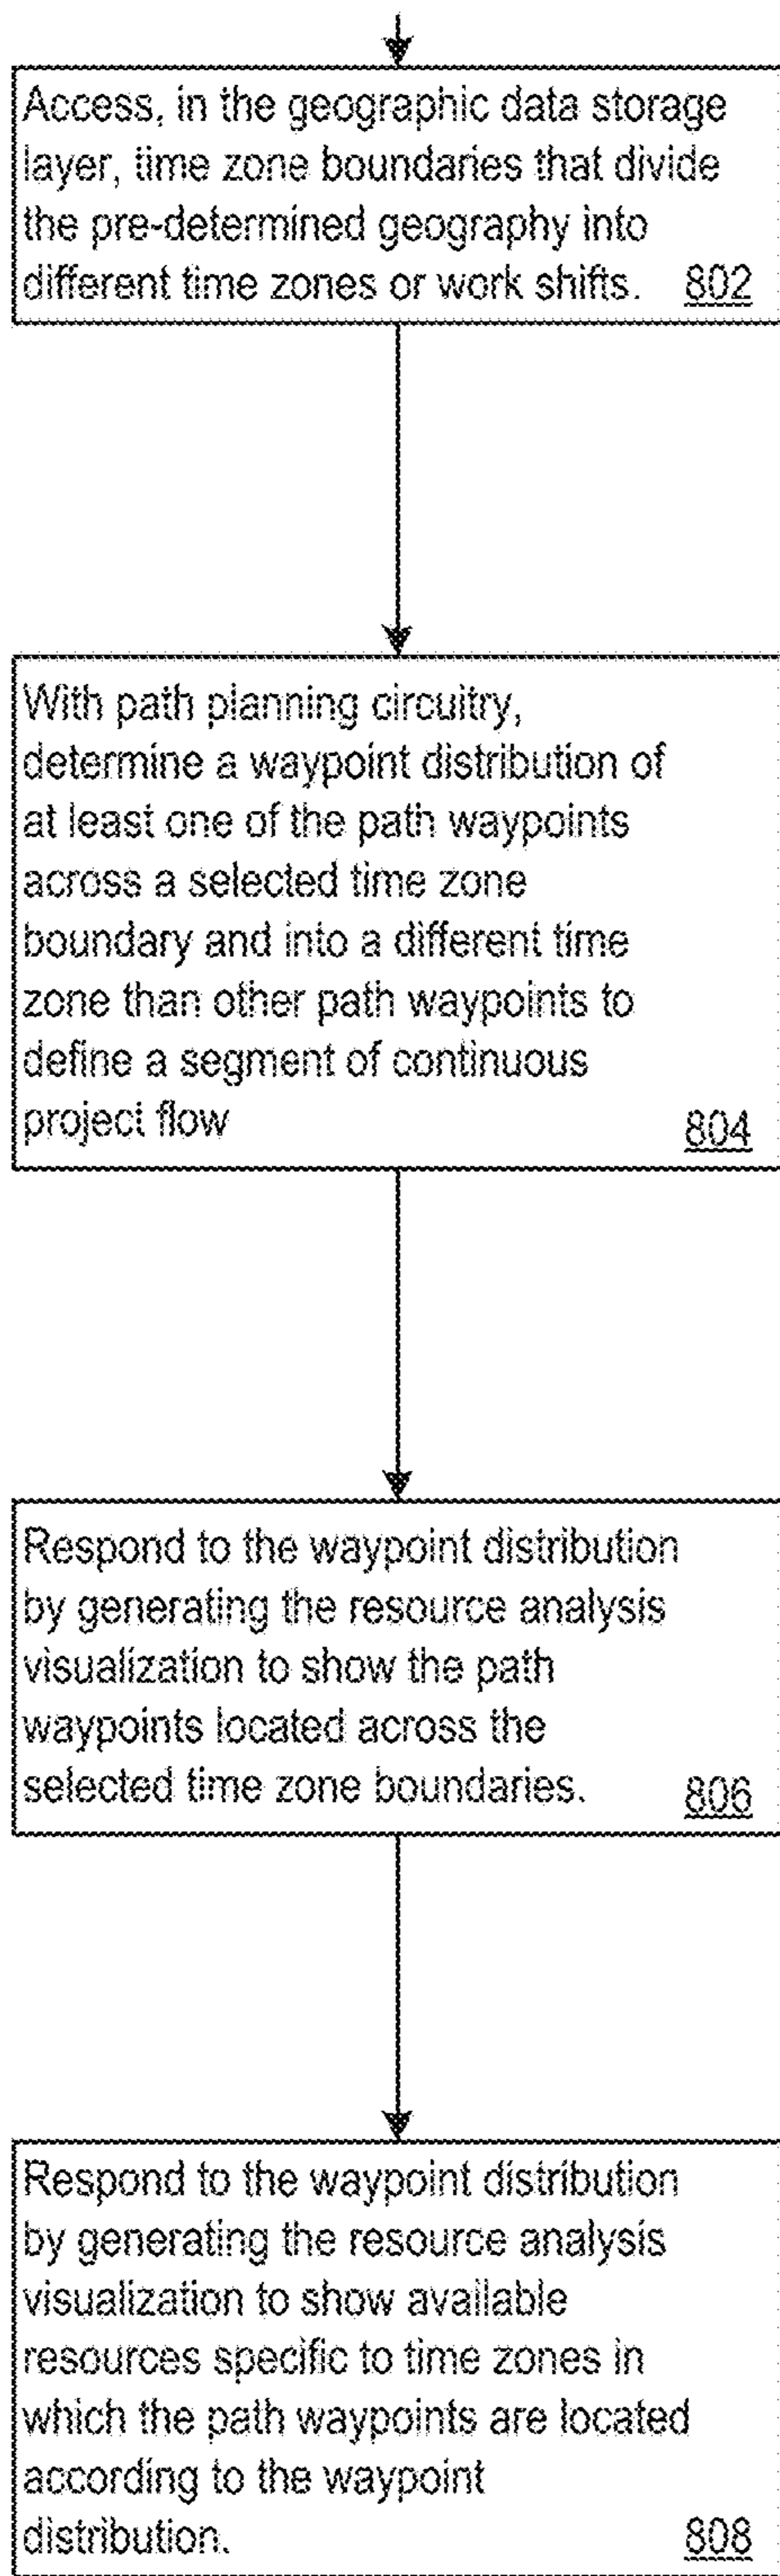 Access, in the geographic data storage
layer, time zone boundaries that divide
the pre-determined geography into
different time zones or work shifts. 802
With path planning circuitry,
determine a waypoint distribution of
at least one of the path waypoints
across a selected time zone
boundary and into a different time
zone than other path waypoints to
define a segment of continuous
project flow 804
Respond to the waypoint distribution
by generating the resource analysis
visualization to show the path
waypoints located across the
selected time zone boundaries. 806
Respond to the waypoint distribution
by generating the resource analysis
visualization to show available
resources specific to time zones in
which the path waypoints are located
according to the waypoint
distribution. 808